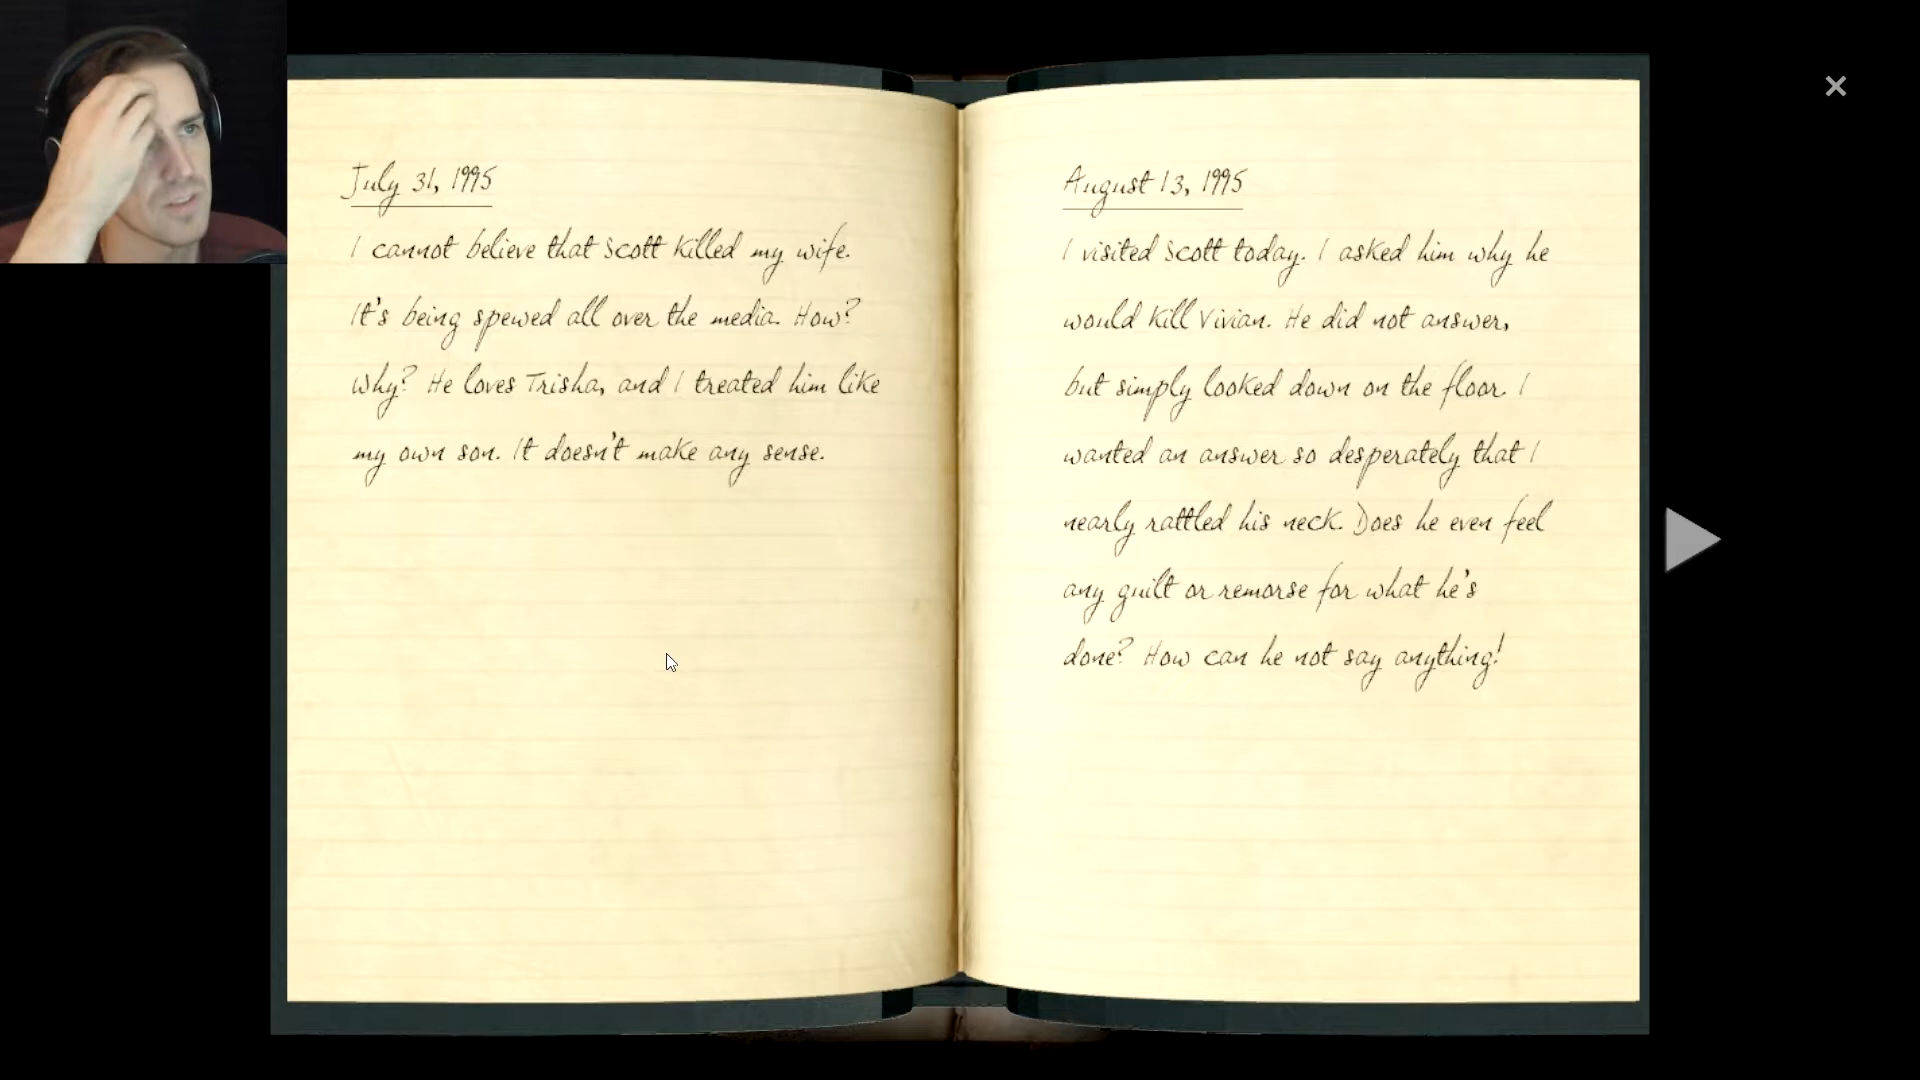 July 31, 1995
I cannot believe that Scott killed my wife.
It's being spewed all over the media. How?
Why? He loves Trisha, and I treated him like
my own son. It doesn't make any sense.
August 13, 1995
I visited Scott today. I asked him why he
would kill Vivian. He did not answer,
but simply looked down on the floor. I
wanted an answer so desperately that I
nearly rattled his neck. Does he even feel
any guilt or remorse for what he's
done? How can he not say anything!